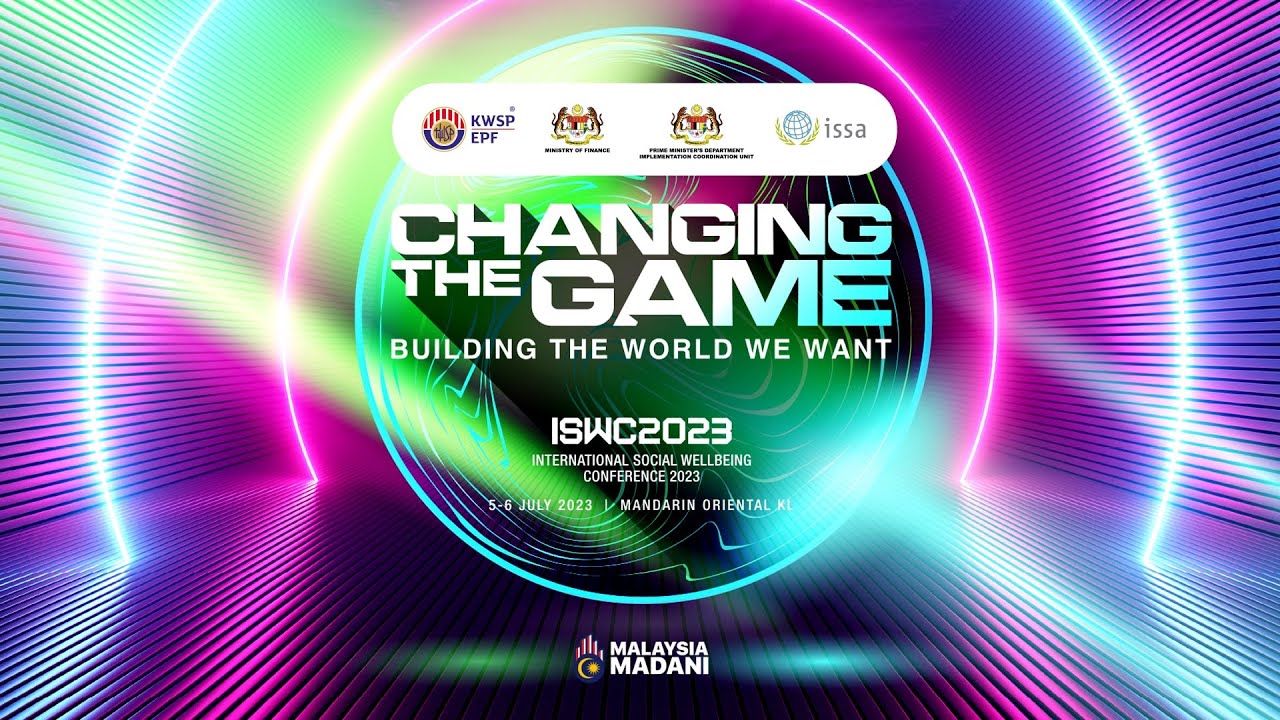 KWSP
EPF
MINISTRY OF FINANCE
PRIME MINISTER'S DEPARTMENT
IMPLEMENTATION COORDINATION UNIT
issa
CHANGING
THE GAME
BUILDING THE WORLD WE WANT
ISWC2023
INTERNATIONAL SOCIAL WELLBEING
CONFERENCE 2023
5-6 JULY 2023 | MANDARIN ORIENTAL KL
MALAYSIA
MADANI